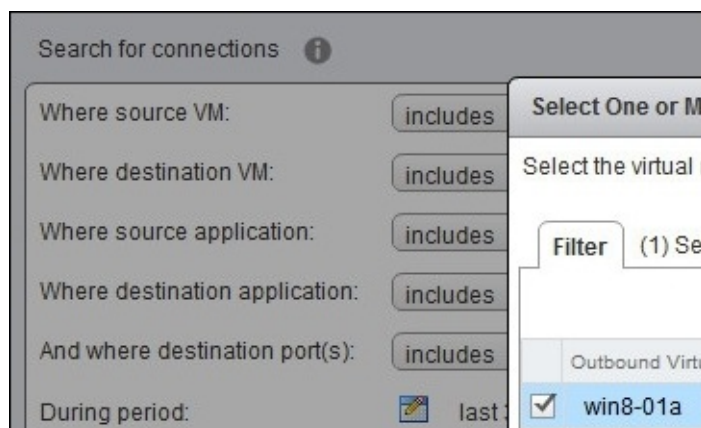 Search for connections
Where source VM: includes
Select One or M
Where destination VM: includes
Select the virtual
Where source application: includes
Filter (1) Se
Where destination application: includes
And where destination port(s): includes
Outbound Virt
During period: last
win8-01a